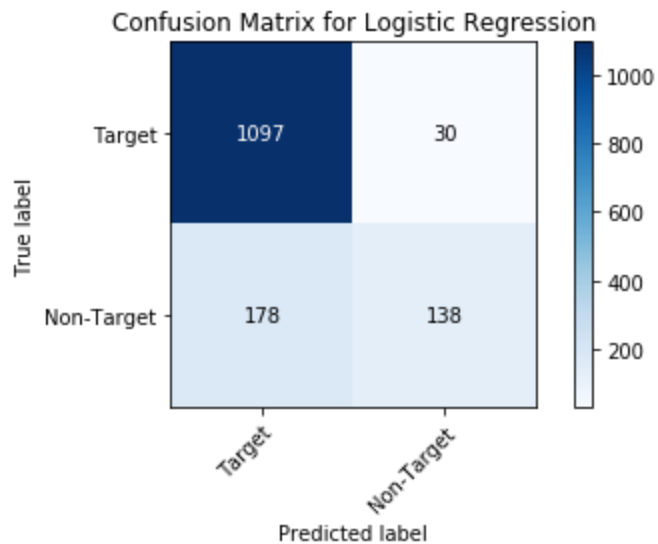 Confusion Matrix for Logistic Regression
True label
Target
1097
30
Non-Target
178
138
Target
Non-Target
Predicted label
1000
800
600
400
200